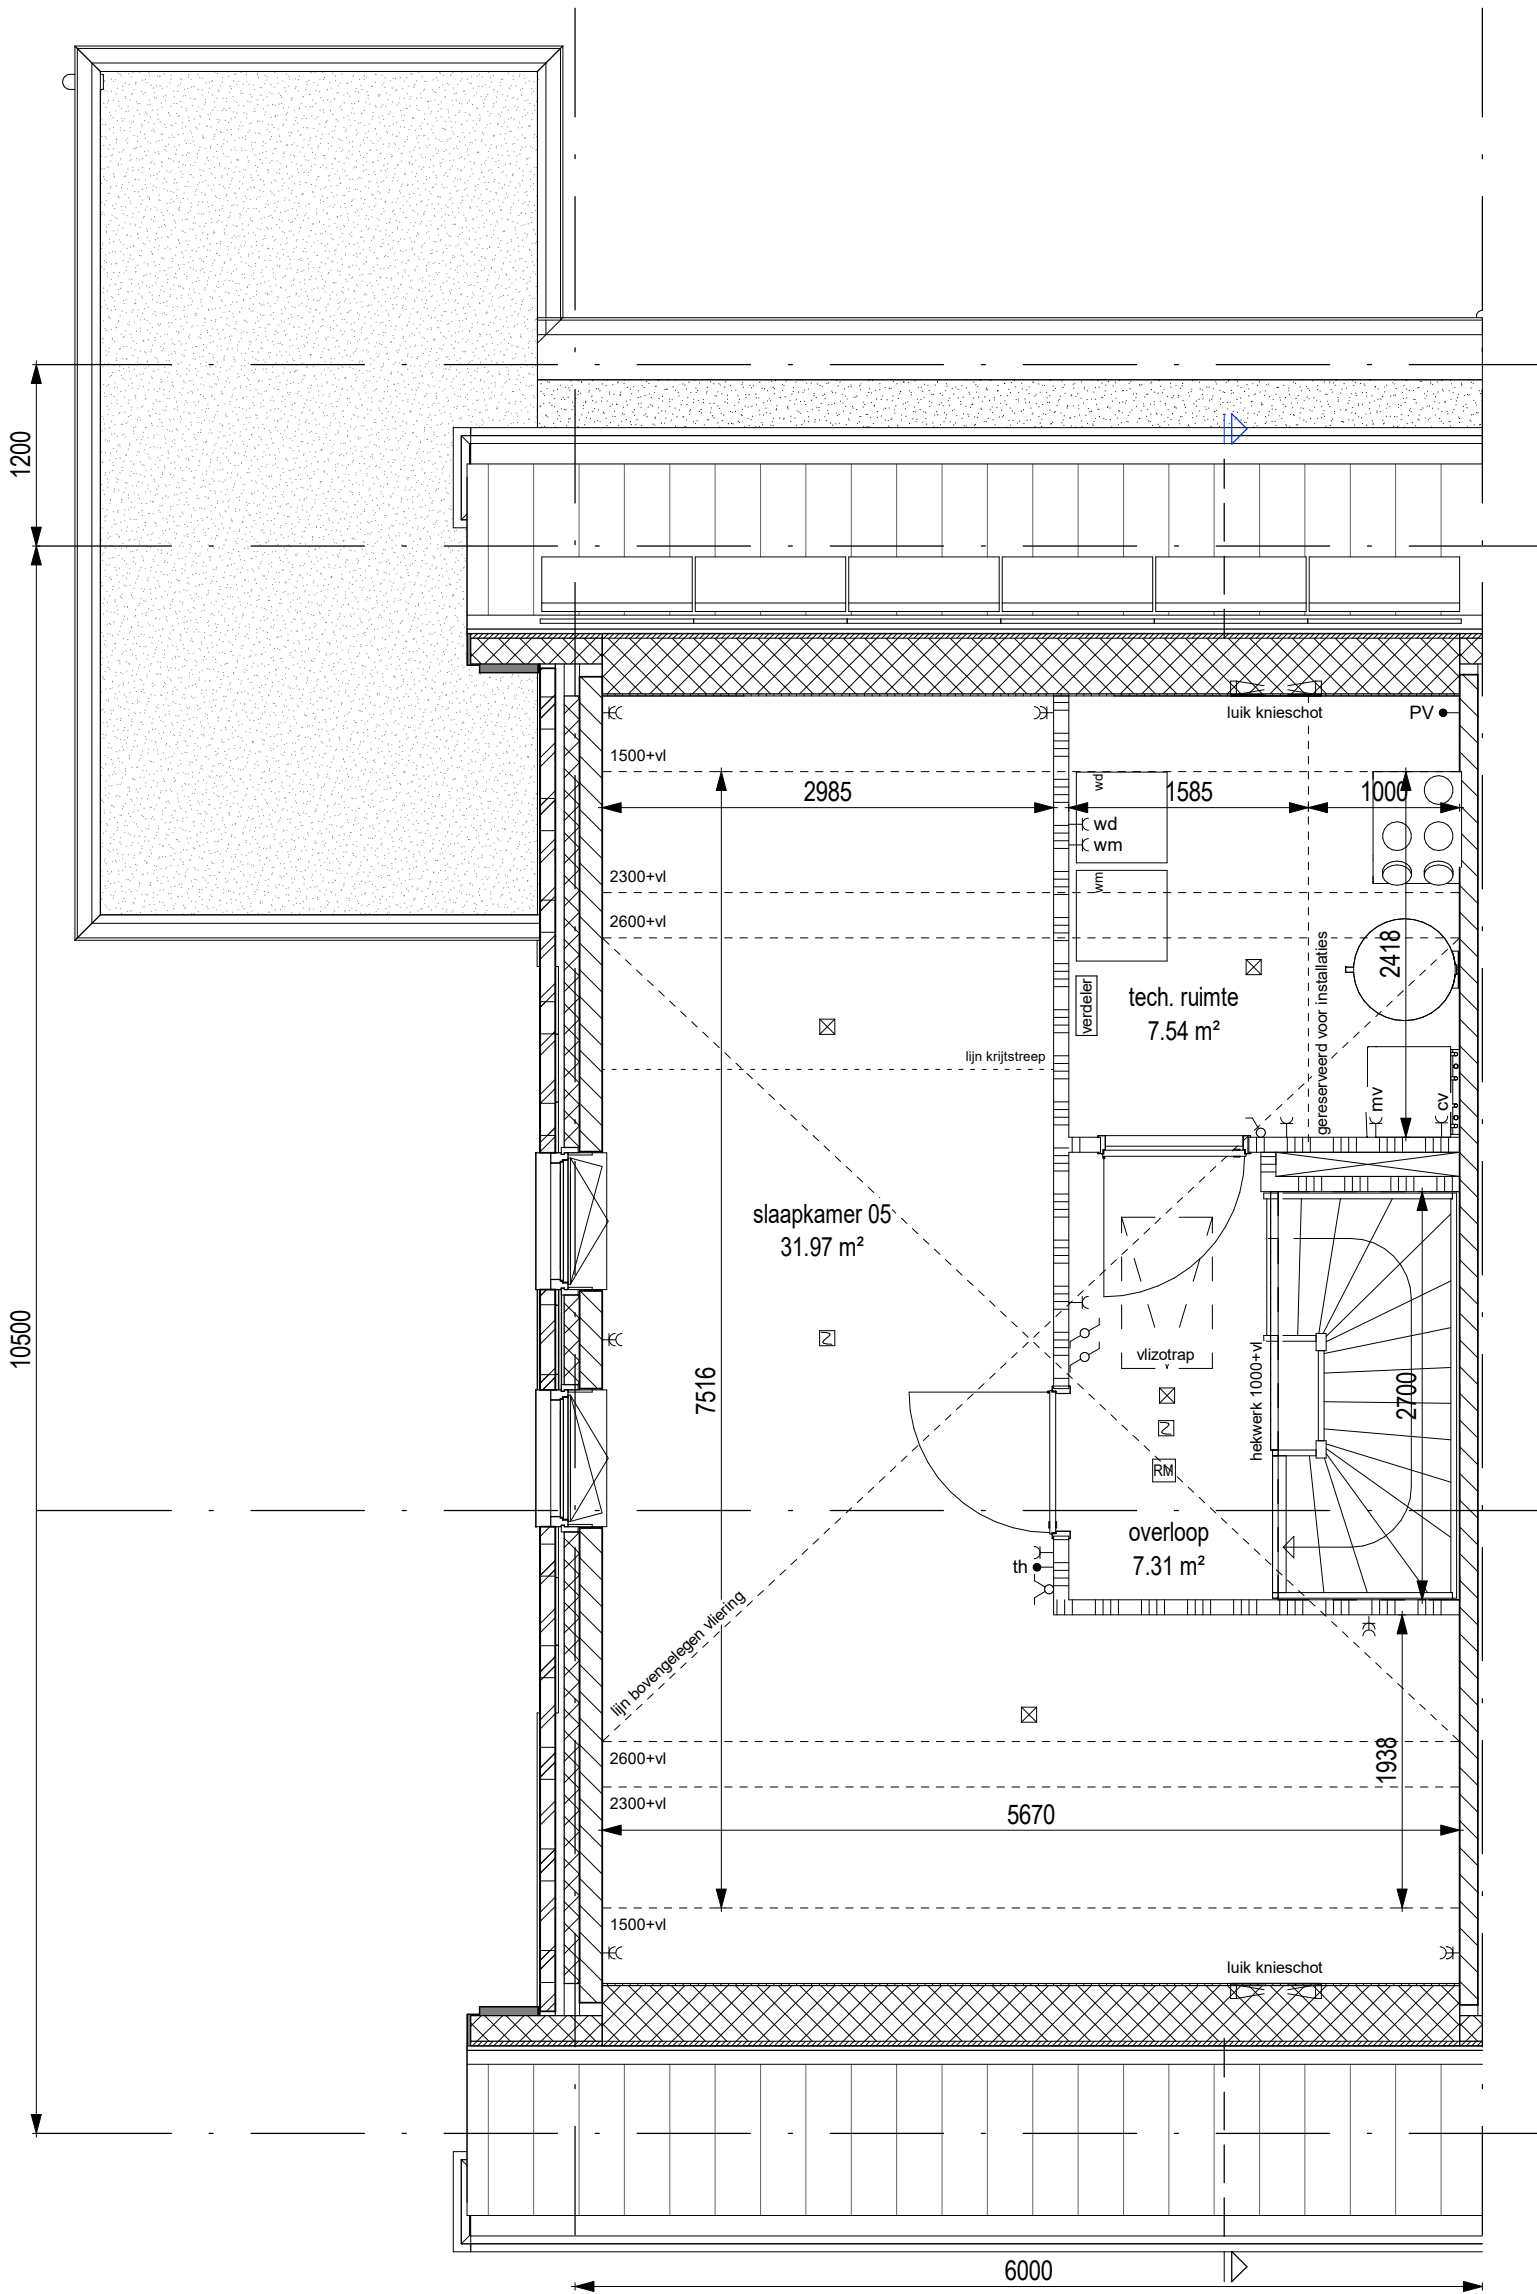 1200
luik knieschot
PV
1500+vl
2985
1585
1000
wd
wd
wm
2300+vl
wm
2600+vl
2418
gereserveerd voor installaties
verdeler
tech. ruimte
7.54 m²
lijn krijtstreep
mv
cv
slaapkamer 05
31.97 m²
10500
7516
vlizotrap
hekwerk 1000+vl
2700
RM
overloop
7.31 m²
th
lijn bovengelegen vliering
2600+vl
1938
2300+vl
5670
1500+vl
luik knieschot
6000